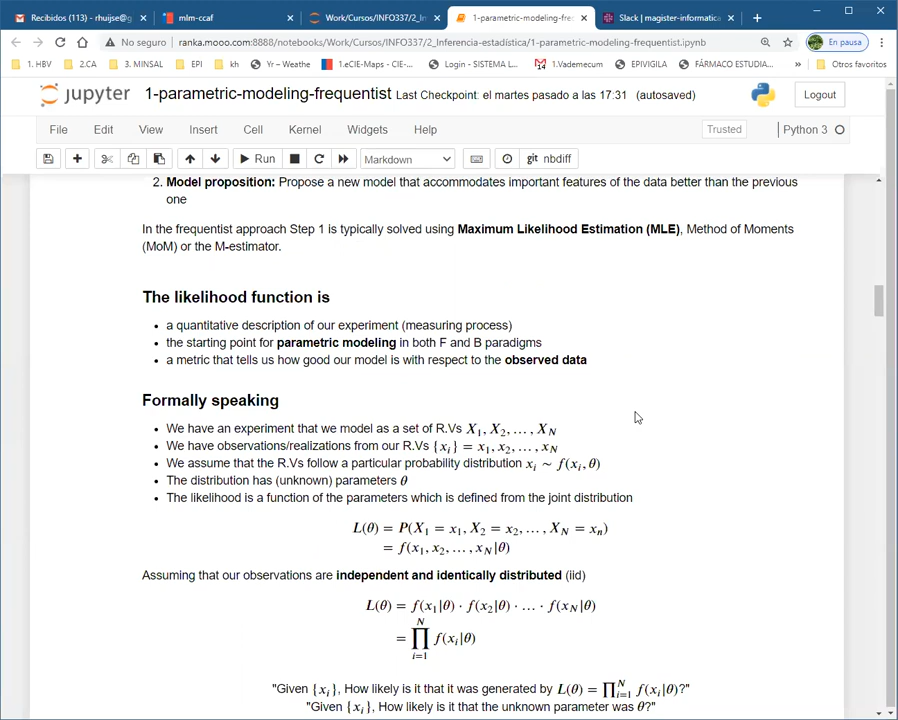 Recibidos (113) - rhuijse@g
mlm-ccaf
Work/Cursos/INFO337/2_In
1-parametric-modeling-fre
Slack | magister-informatica
No seguro
ranka.mooo.com:8888/notebooks/Work/Cursos/INFO337/2_Inferencia-estadística/1-parametric-modeling-frequentist.ipynb
En pausa
1. HBV
2.CA
3. MINSAL
EPI
kh
Yr – Weathe
1.eCIE-Maps - CIE-...
Login - SISTEMA L...
1.Vademecum
EPIVIGILA
FÁRMACO ESTUDIA...
»
Otros favoritos
jupyter 1-parametric-modeling-frequentist Last Checkpoint: el martes pasado a las 17:31 (autosaved)
Logout
File Edit View Insert Cell Kernel Widgets Help
Trusted
Python 3
Run
Markdown
nbdiff
2. Model proposition: Propose a new model that accommodates important features of the data better than the previous
one
In the frequentist approach Step 1 is typically solved using Maximum Likelihood Estimation (MLE), Method of Moments
(MoM) or the M-estimator.
The likelihood function is
• a quantitative description of our experiment (measuring process)
• the starting point for parametric modeling in both F and B paradigms
• a metric that tells us how good our model is with respect to the observed data
Formally speaking
• We have an experiment that we model as a set of R.Vs X₁, X₂, … , X_N
• We have observations/realizations from our R.Vs {xᵢ} = x₁, x₂, … , x_N
• We assume that the R.Vs follow a particular probability distribution xᵢ ∼ f(xᵢ, θ)
• The distribution has (unknown) parameters θ
• The likelihood is a function of the parameters which is defined from the joint distribution
L(θ) = P(X₁ = x₁, X₂ = x₂, … , X_N = xₙ)
= f(x₁, x₂, … , x_N|θ)
Assuming that our observations are independent and identically distributed (iid)
L(θ) = f(x₁|θ) · f(x₂|θ) · … · f(x_N|θ)
= ∏_{i=1}^{N} f(xᵢ|θ)
"Given {xᵢ}, How likely is it that it was generated by L(θ) = ∏_{i=1}^{N} f(xᵢ|θ)?"
"Given {xᵢ}, How likely is it that the unknown parameter was θ?"